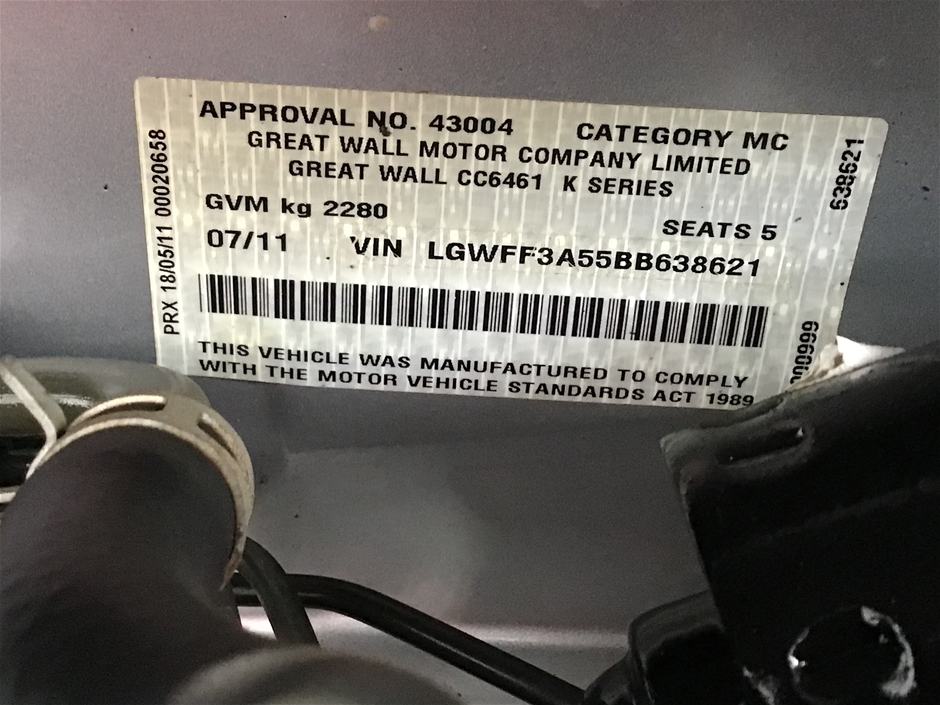 APPROVAL NO. 43004 CATEGORY MC
GREAT WALL MOTOR COMPANY LIMITED
GREAT WALL CC6461 K SERIES
GVM kg 2280 SEATS 5
07/11 VIN LGWFF3A55BB638621
THIS VEHICLE WAS MANUFACTURED TO COMPLY
WITH THE MOTOR VEHICLE STANDARDS ACT 1989
PRX 18/05/11 00020658
638621